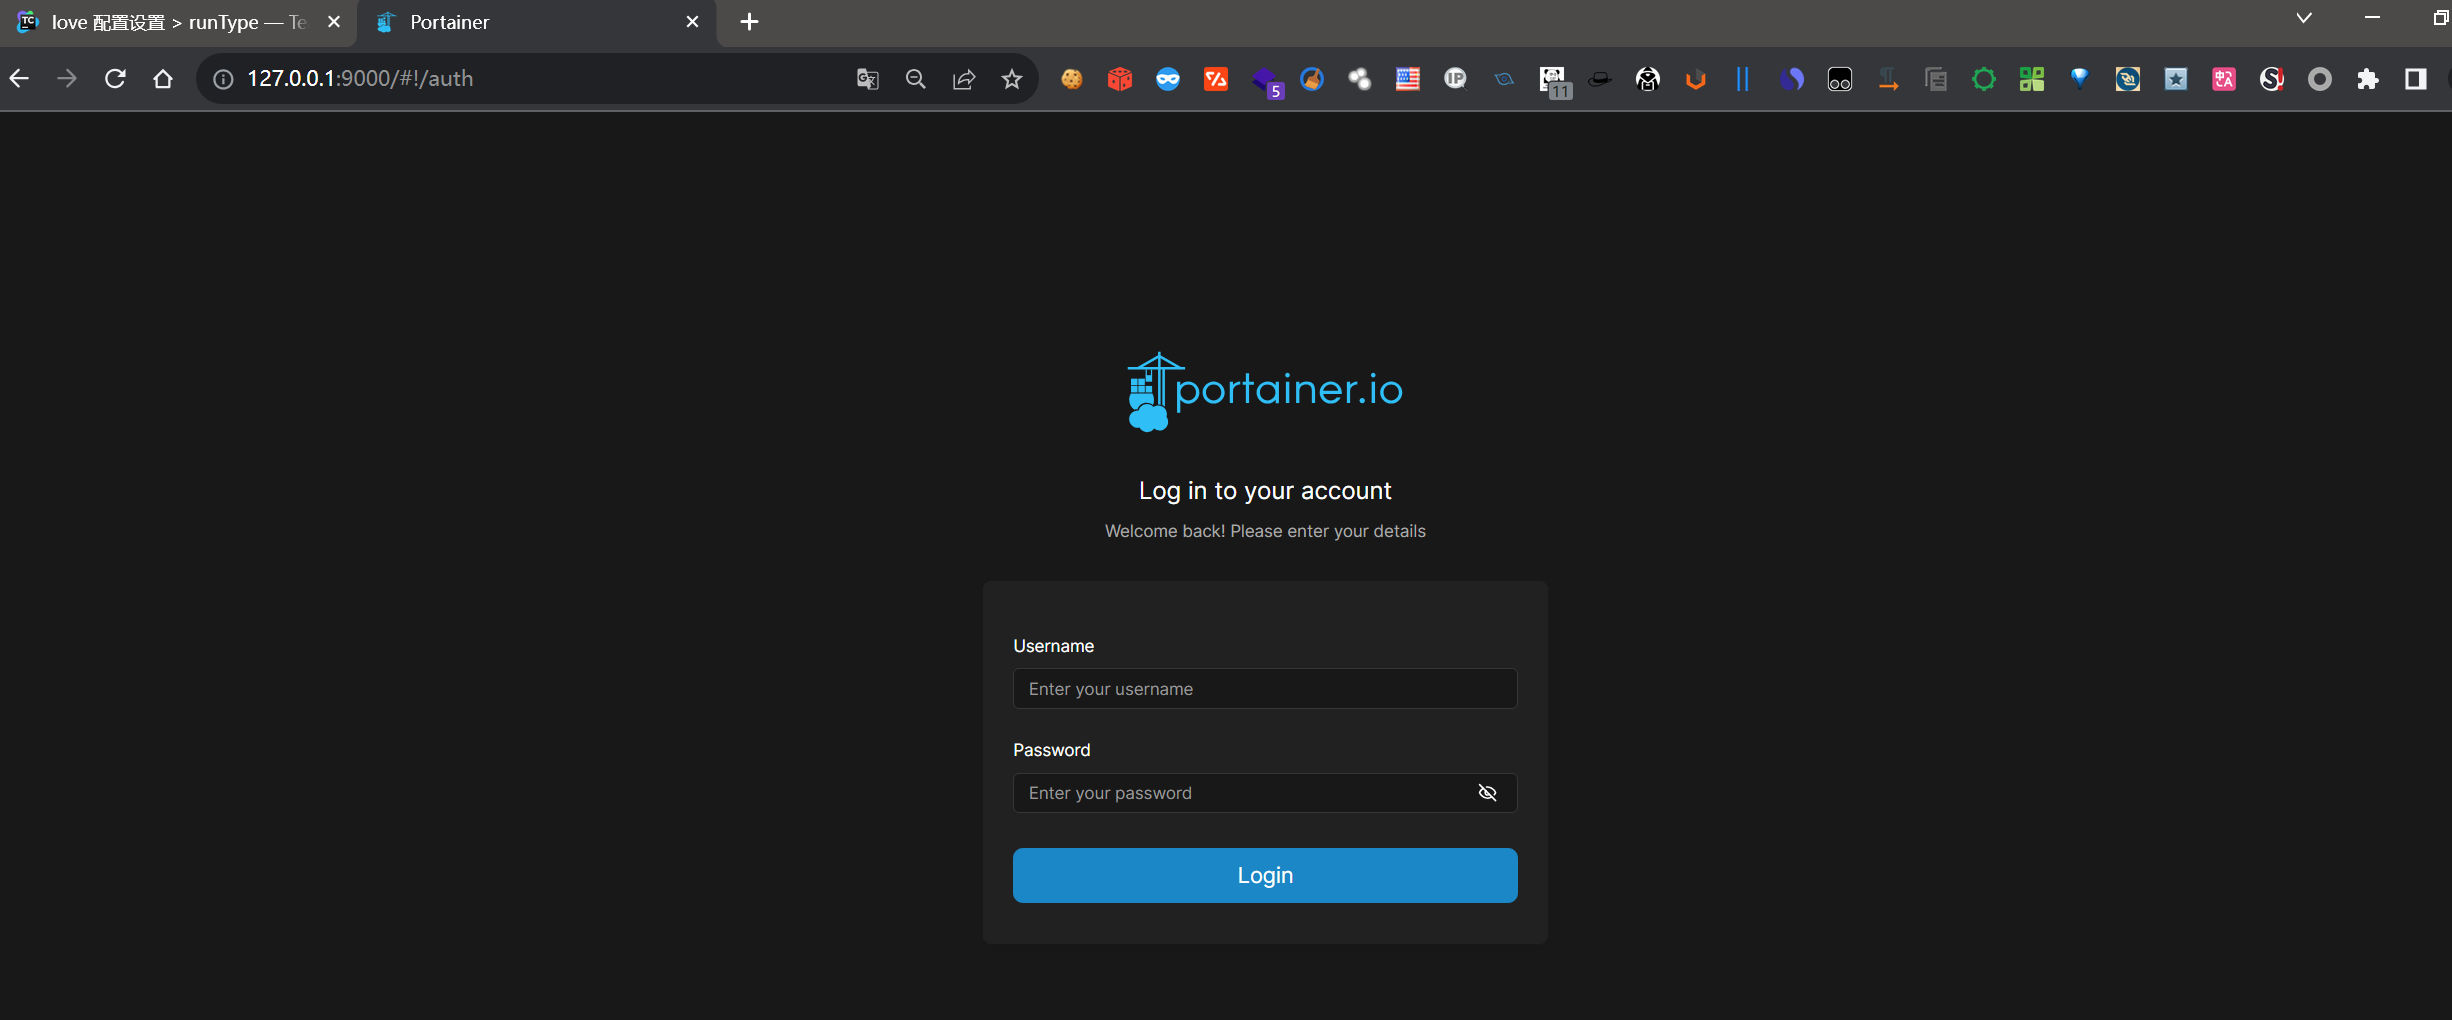 TC
love 配置设置 > runType — Te
Portainer
127.0.0.1:9000/#!/auth
5
IP
11
portainer.io
Log in to your account
Welcome back! Please enter your details
Username
Enter your username
Password
Enter your password
Login